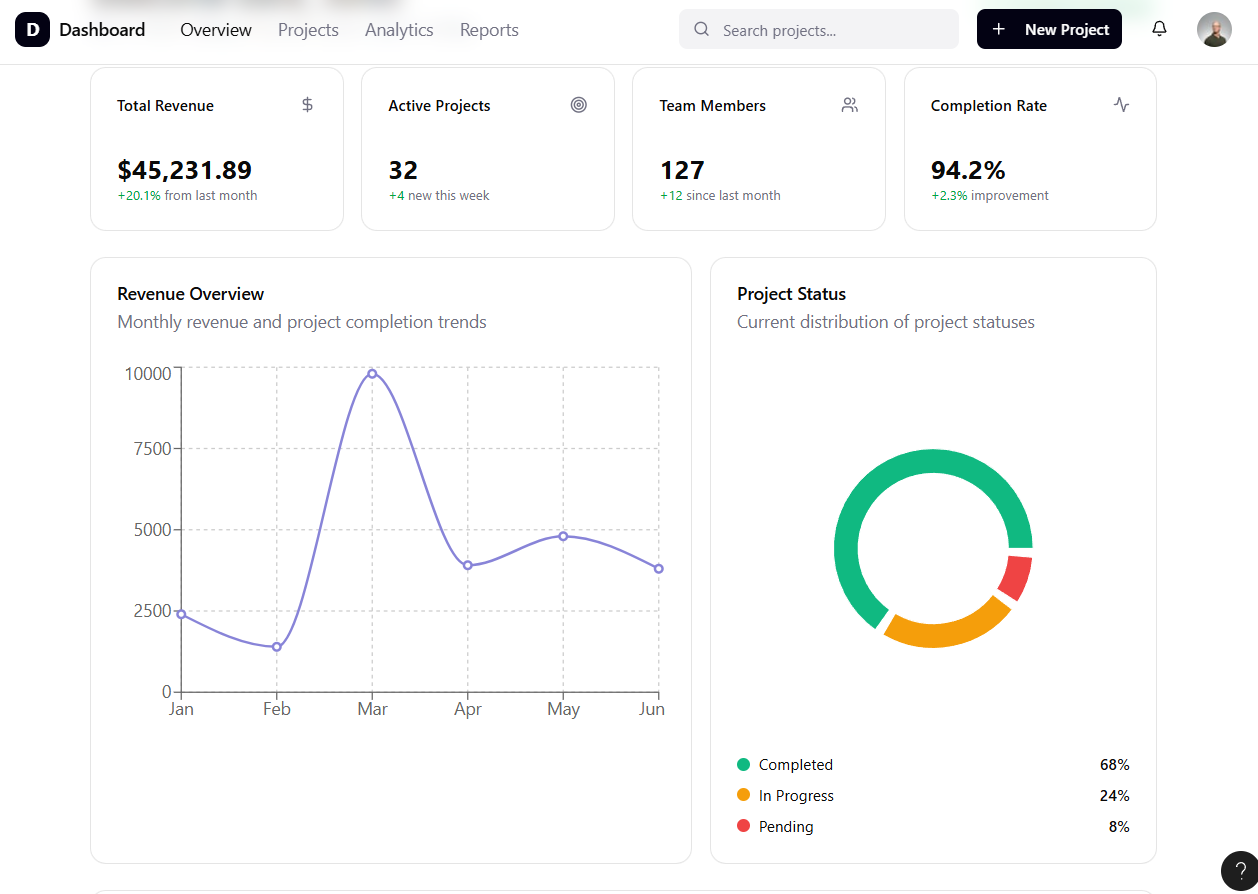 D Dashboard Overview Projects Analytics Reports Search projects... + New Project
Total Revenue $ Active Projects Team Members Completion Rate
$45,231.89 32 127 94.2%
+20.1% from last month +4 new this week +12 since last month +2.3% improvement
Revenue Overview
Monthly revenue and project completion trends
10000
7500
5000
2500
0
Jan Feb Mar Apr May Jun
Project Status
Current distribution of project statuses
Completed 68%
In Progress 24%
Pending 8%
?